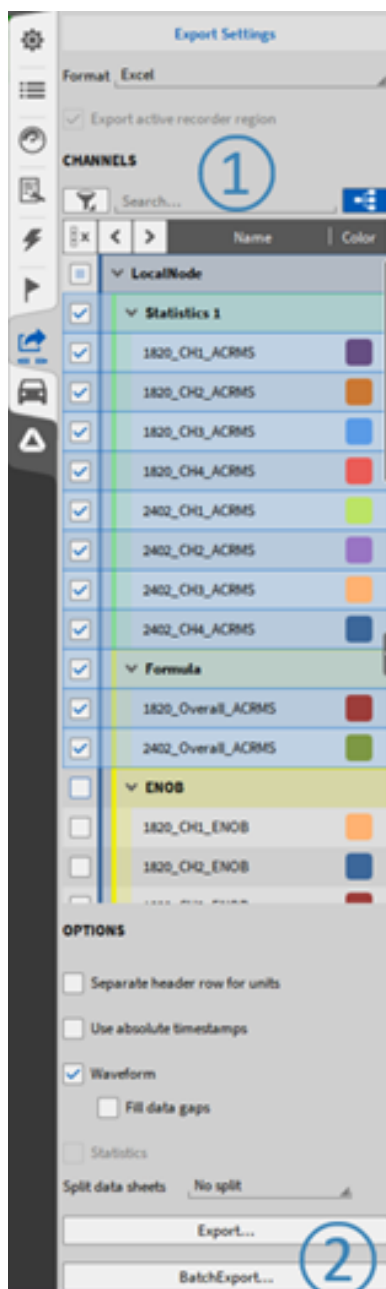 Export Settings
Format Excel
Export active recorder region
CHANNELS
1
Search...
x < > Name Color
LocalNode
Statistics 1
1820_CH1_ACRMS
1820_CH2_ACRMS
1820_CH3_ACRMS
1820_CH4_ACRMS
2402_CH1_ACRMS
2402_CH2_ACRMS
2402_CH3_ACRMS
2402_CH4_ACRMS
Formula
1820_Overall_ACRMS
2402_Overall_ACRMS
ENOB
1820_CH1_ENOB
1820_CH2_ENOB
OPTIONS
Separate header row for units
Use absolute timestamps
Waveform
Fill data gaps
Statistics
Split data sheets No split
Export...
2
BatchExport...